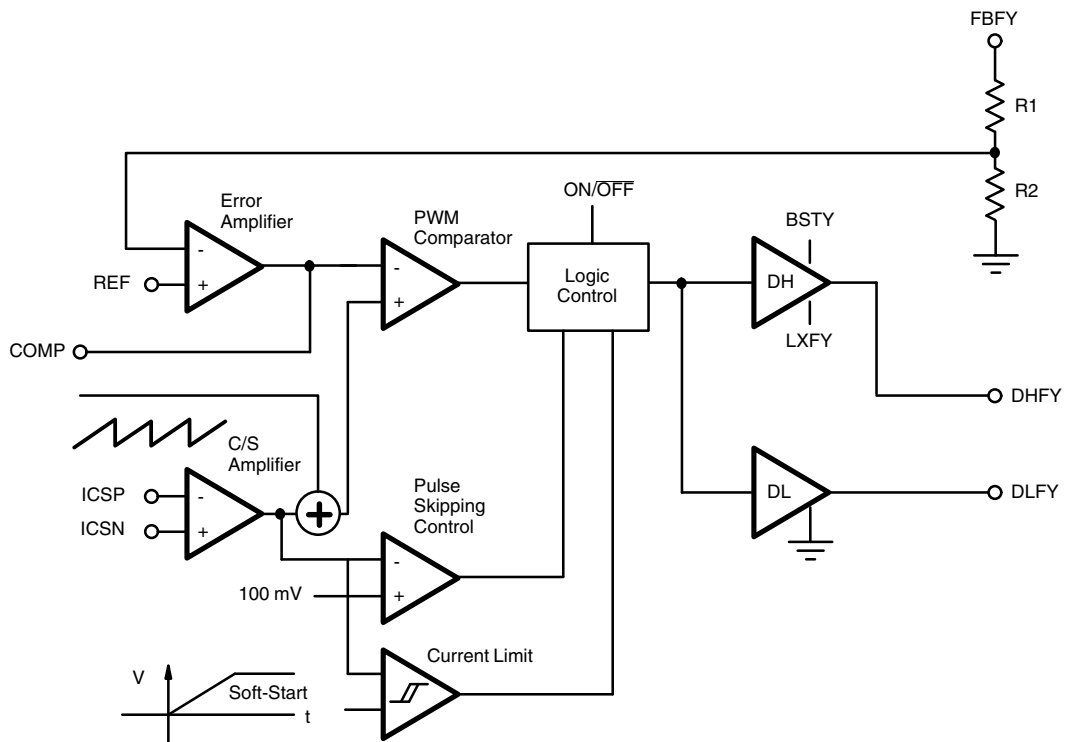 FBFY
R1
R2
ON/OFF
Error
Amplifier
PWM
Comparator
BSTY
-
-
REF
+
+
Logic
Control
DH
LXFY
COMP
DHFY
C/S
Amplifier
ICSP
-
ICSN
+
+
Pulse
Skipping
Control
DL
DLFY
-
100 mV
+
Current Limit
V
Soft-Start
t